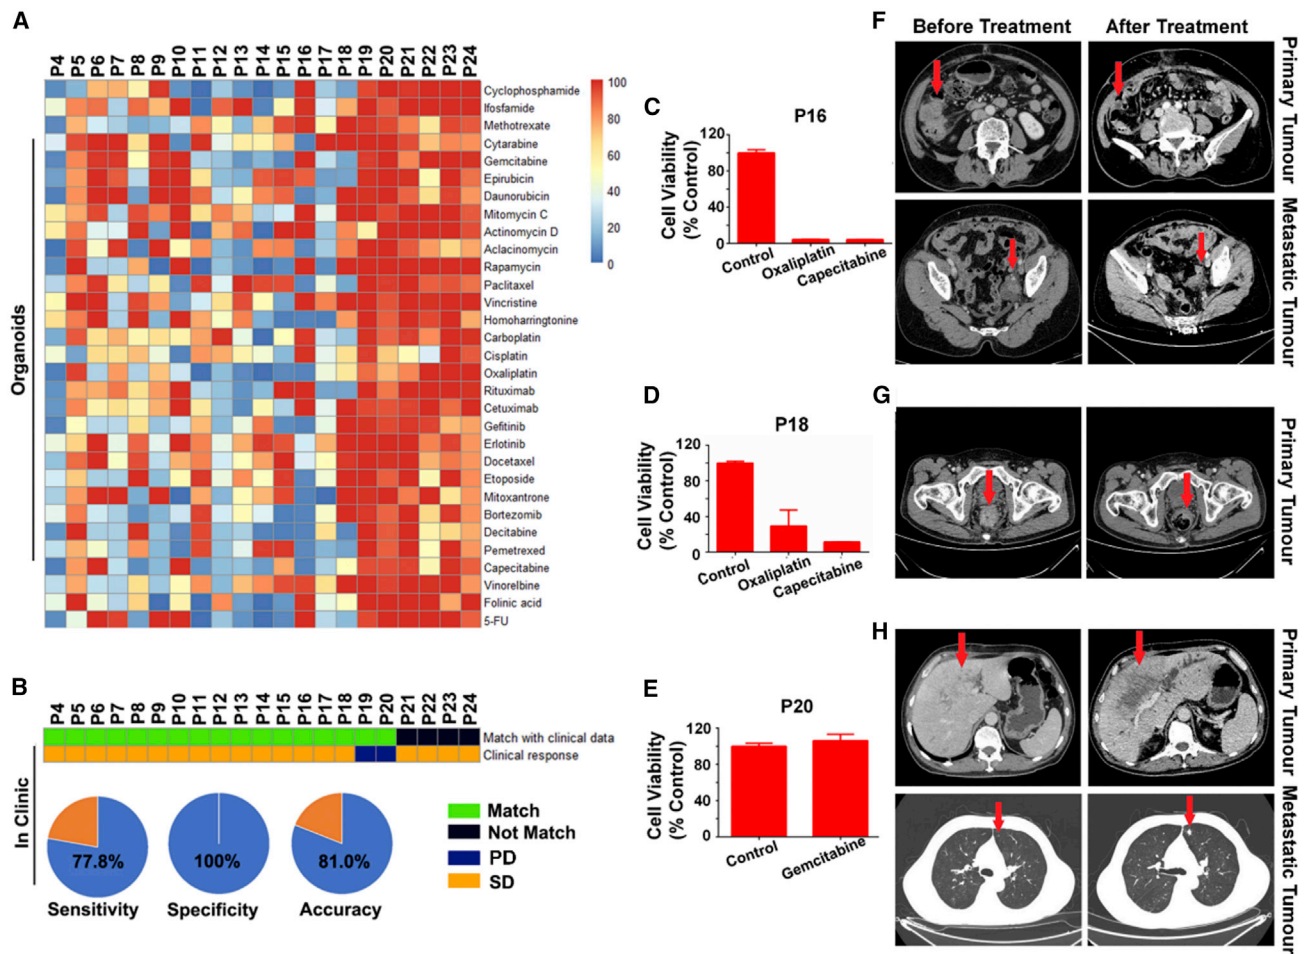 A
P4 P5 P6 P7 P8 P9 P10 P11 P12 P13 P14 P15 P16 P17 P18 P19 P20 P21 P22 P23 P24
Organoids
Cyclophosphamide
Ifosfamide
Methotrexate
Cytarabine
Gemcitabine
Epirubicin
Daunorubicin
Mitomycin C
Actinomycin D
Aclacinomycin
Rapamycin
Paclitaxel
Vincristine
Homoharringtonine
Carboplatin
Cisplatin
Oxaliplatin
Rituximab
Cetuximab
Gefitinib
Erlotinib
Docetaxel
Etoposide
Mitoxantrone
Bortezomib
Decitabine
Pemetrexed
Capecitabine
Vinorelbine
Folinic acid
5-FU
100
80
60
40
20
0
B
P4 P5 P6 P7 P8 P9 P10 P11 P12 P13 P14 P15 P16 P17 P18 P19 P20 P21 P22 P23 P24
Match with clinical data
Clinical response
In Clinic
77.8%
100%
81.0%
Sensitivity
Specificity
Accuracy
Match
Not Match
PD
SD
C
P16
Cell Viability
(% Control)
120
80
40
0
Control
Oxaliplatin
Capecitabine
D
P18
Cell Viability
(% Control)
120
80
40
0
Control
Oxaliplatin
Capecitabine
E
P20
Cell Viability
(% Control)
120
80
40
0
Control
Gemcitabine
F
Before Treatment
After Treatment
Primary Tumour
Metastatic Tumour
G
Primary Tumour
H
Primary Tumour
Metastatic Tumour